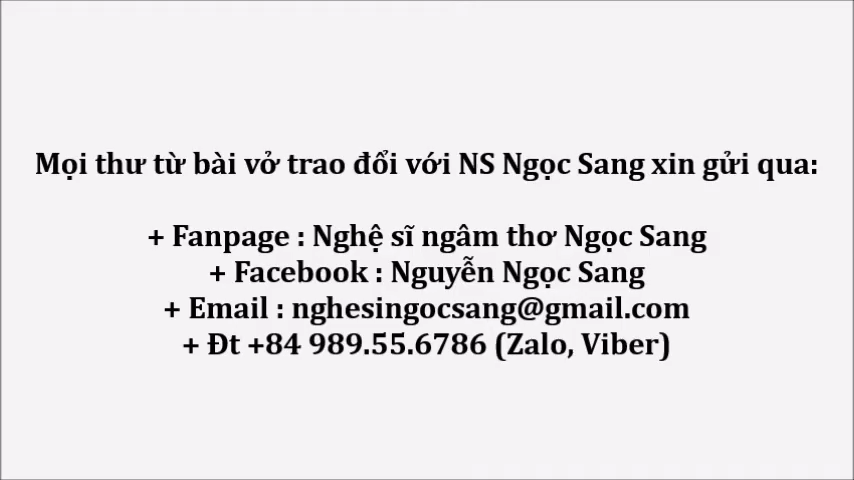 Mọi thư từ bài vở trao đổi với NS Ngọc Sang xin gửi qua:
+ Fanpage : Nghệ sĩ ngâm thơ Ngọc Sang
+ Facebook : Nguyễn Ngọc Sang
+ Email : nghesingocsang@gmail.com
+ Đt +84 989.55.6786 (Zalo, Viber)